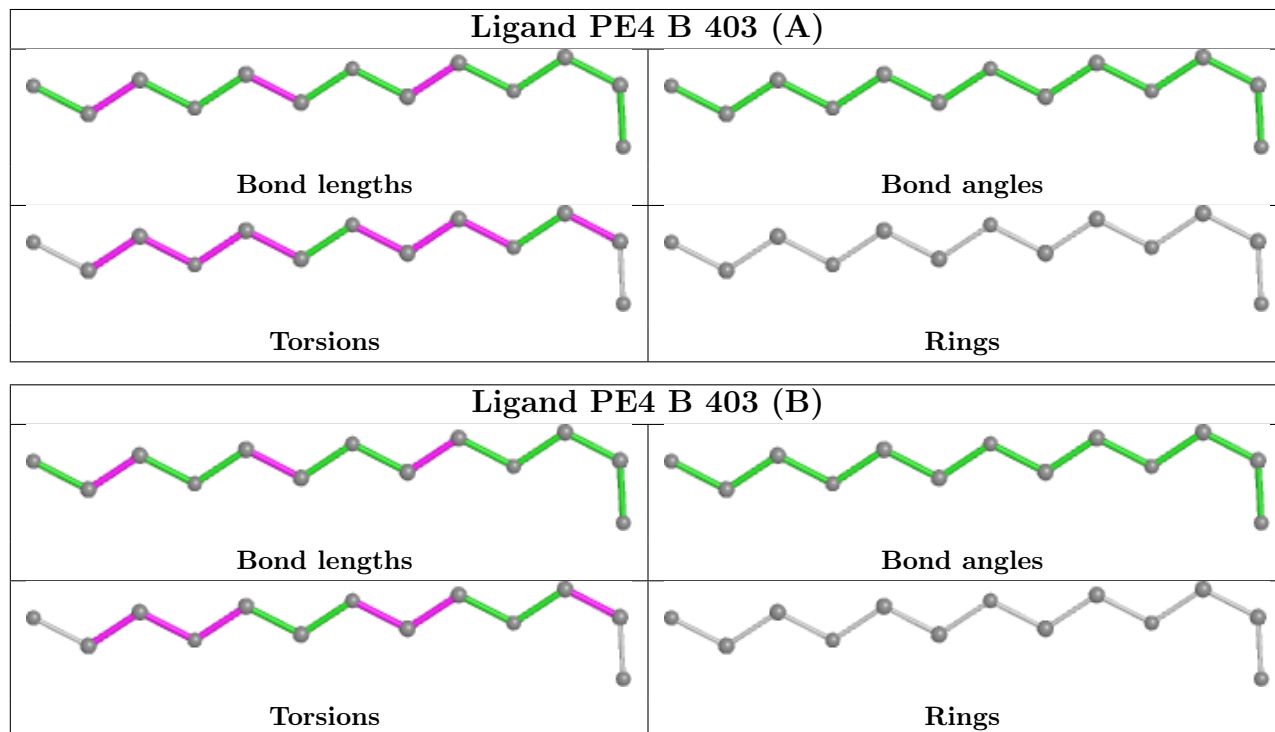 Ligand PE4 B 403 (A)
Bond lengths
Bond angles
Torsions
Rings
Ligand PE4 B 403 (B)
Bond lengths
Bond angles
Torsions
Rings